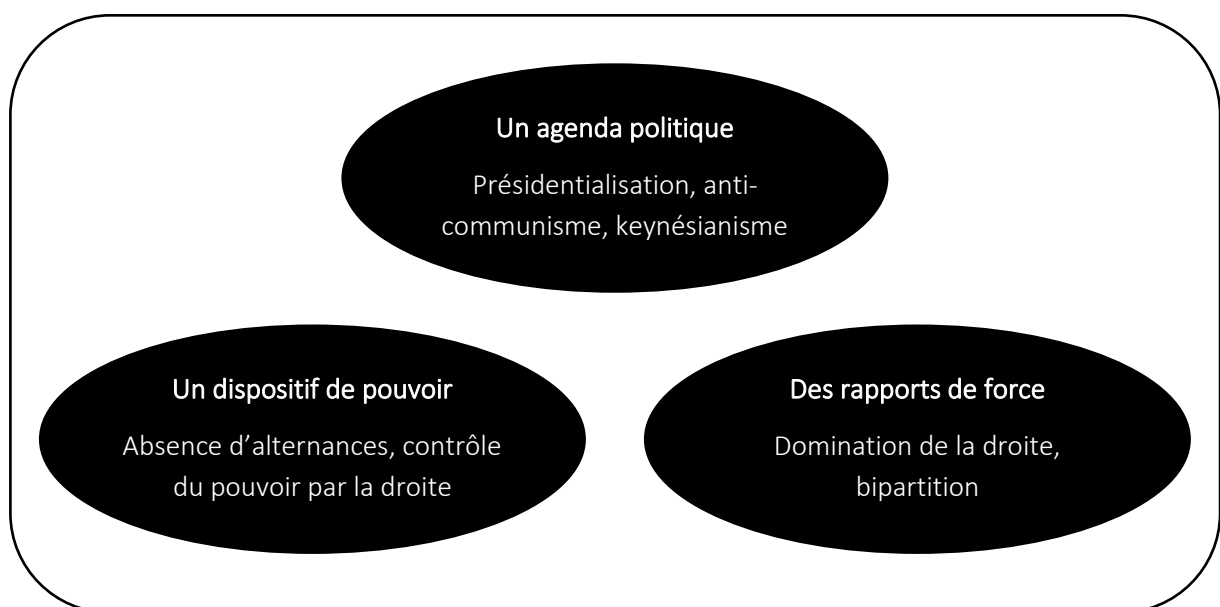 Un agenda politique
Présidentialisation, anti-
communisme, keynésianisme
Un dispositif de pouvoir
Absence d’alternances, contrôle
du pouvoir par la droite
Des rapports de force
Domination de la droite,
bipartition